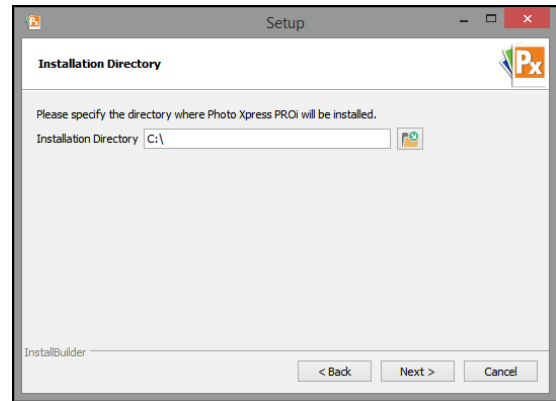 Setup
Installation Directory
Px
Please specify the directory where Photo Xpress PROi will be installed.
Installation Directory C:\
InstallBuilder
< Back Next > Cancel